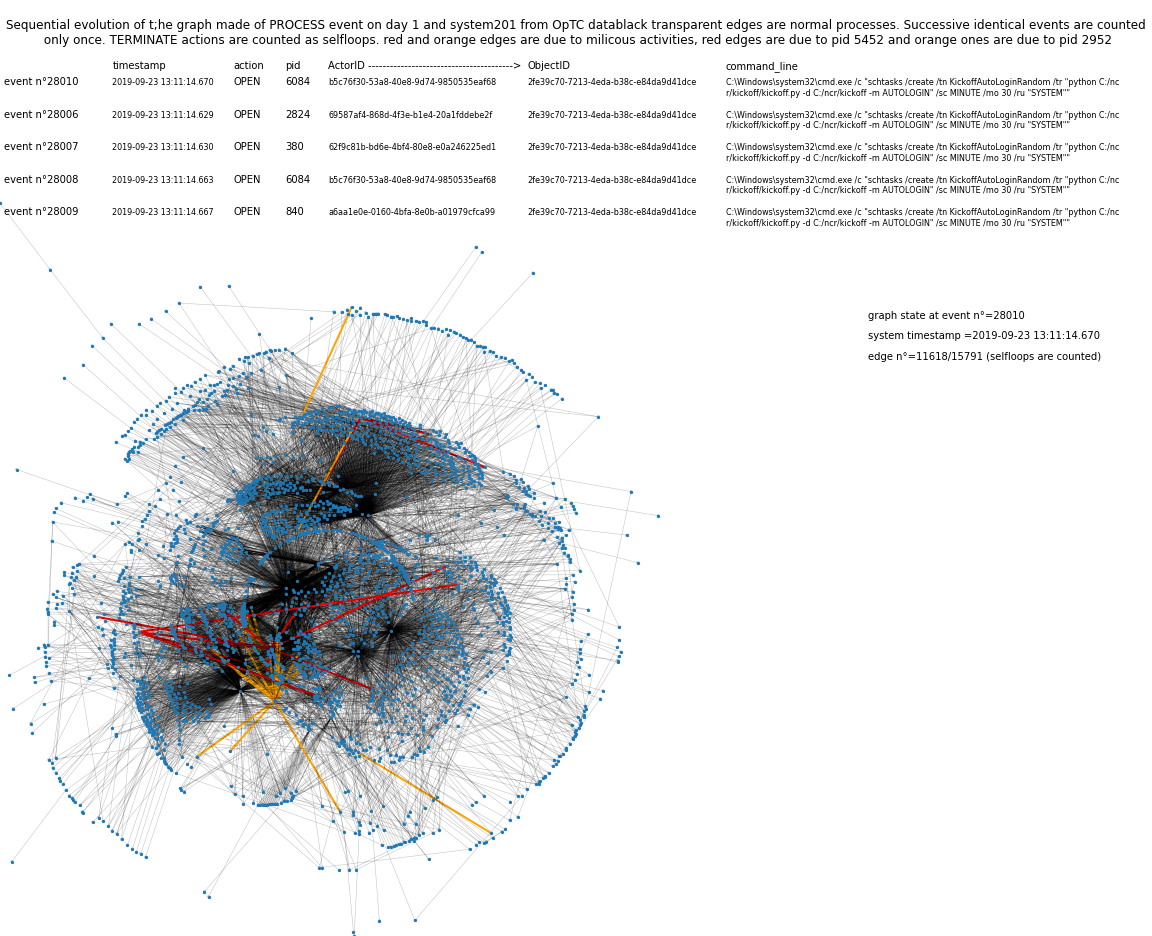 Sequential evolution of t;he graph made of PROCESS event on day 1 and system201 from OpTC datablack transparent edges are normal processes. Successive identical events are counted
only once. TERMINATE actions are counted as selfloops. red and orange edges are due to milicous activities, red edges are due to pid 5452 and orange ones are due to pid 2952
timestamp action pid ActorID ----------------------------------------> ObjectID command_line
event n°28010 2019-09-23 13:11:14.670 OPEN 6084 b5c76f30-53a8-40e8-9d74-9850535eaf68 2fe39c70-7213-4eda-b38c-e84da9d41dce C:\Windows\system32\cmd.exe /c "schtasks /create /tn KickoffAutoLoginRandom /tr "python C:/nc
r/kickoff/kickoff.py -d C:/ncr/kickoff -m AUTOLOGIN" /sc MINUTE /mo 30 /ru "SYSTEM""
event n°28006 2019-09-23 13:11:14.629 OPEN 2824 69587af4-868d-4f3e-b1e4-20a1fddebe2f 2fe39c70-7213-4eda-b38c-e84da9d41dce C:\Windows\system32\cmd.exe /c "schtasks /create /tn KickoffAutoLoginRandom /tr "python C:/nc
r/kickoff/kickoff.py -d C:/ncr/kickoff -m AUTOLOGIN" /sc MINUTE /mo 30 /ru "SYSTEM""
event n°28007 2019-09-23 13:11:14.630 OPEN 380 62f9c81b-bd6e-4bf4-80e8-e0a246225ed1 2fe39c70-7213-4eda-b38c-e84da9d41dce C:\Windows\system32\cmd.exe /c "schtasks /create /tn KickoffAutoLoginRandom /tr "python C:/nc
r/kickoff/kickoff.py -d C:/ncr/kickoff -m AUTOLOGIN" /sc MINUTE /mo 30 /ru "SYSTEM""
event n°28008 2019-09-23 13:11:14.663 OPEN 6084 b5c76f30-53a8-40e8-9d74-9850535eaf68 2fe39c70-7213-4eda-b38c-e84da9d41dce C:\Windows\system32\cmd.exe /c "schtasks /create /tn KickoffAutoLoginRandom /tr "python C:/nc
r/kickoff/kickoff.py -d C:/ncr/kickoff -m AUTOLOGIN" /sc MINUTE /mo 30 /ru "SYSTEM""
event n°28009 2019-09-23 13:11:14.667 OPEN 840 a6aa1e0e-0160-4bfa-8e0b-a01979cfca99 2fe39c70-7213-4eda-b38c-e84da9d41dce C:\Windows\system32\cmd.exe /c "schtasks /create /tn KickoffAutoLoginRandom /tr "python C:/nc
r/kickoff/kickoff.py -d C:/ncr/kickoff -m AUTOLOGIN" /sc MINUTE /mo 30 /ru "SYSTEM""
graph state at event n°=28010
system timestamp =2019-09-23 13:11:14.670
edge n°=11618/15791 (selfloops are counted)